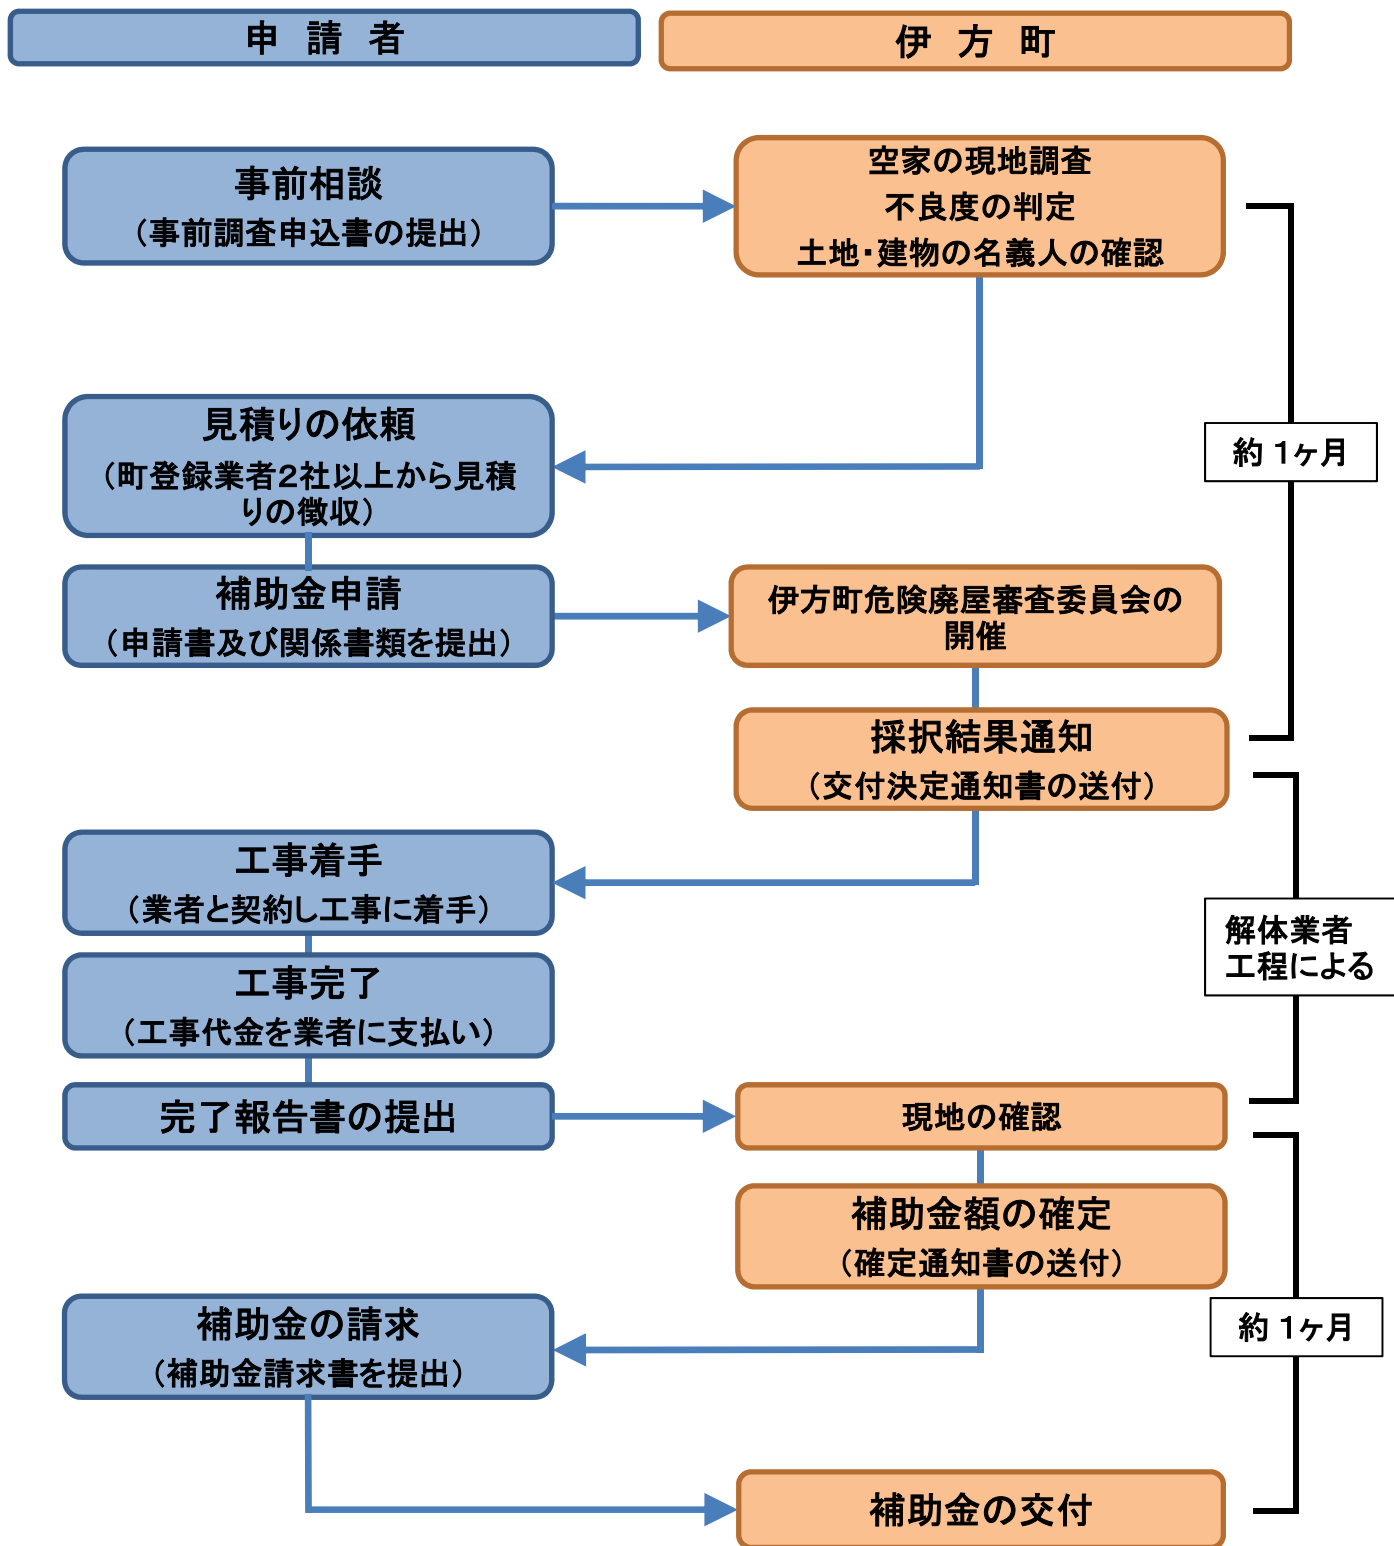 申　請　者
伊　方　町
事前相談
（事前調査申込書の提出）
空家の現地調査
不良度の判定
土地・建物の名義人の確認
見積りの依頼
（町登録業者２社以上から見積
りの徴収）
約 1ヶ月
補助金申請
（申請書及び関係書類を提出）
伊方町危険廃屋審査委員会の
開催
採択結果通知
（交付決定通知書の送付）
工事着手
（業者と契約し工事に着手）
解体業者
工程による
工事完了
（工事代金を業者に支払い）
完了報告書の提出
現地の確認
補助金額の確定
（確定通知書の送付）
補助金の請求
（補助金請求書を提出）
約 1ヶ月
補助金の交付